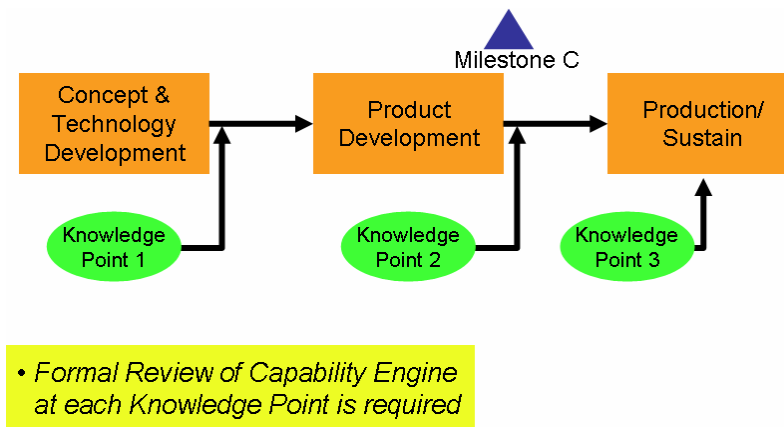 Milestone C
Concept &
Technology
Development
Product
Development
Production/
Sustain
Knowledge
Point 1
Knowledge
Point 2
Knowledge
Point 3
• Formal Review of Capability Engine
at each Knowledge Point is required